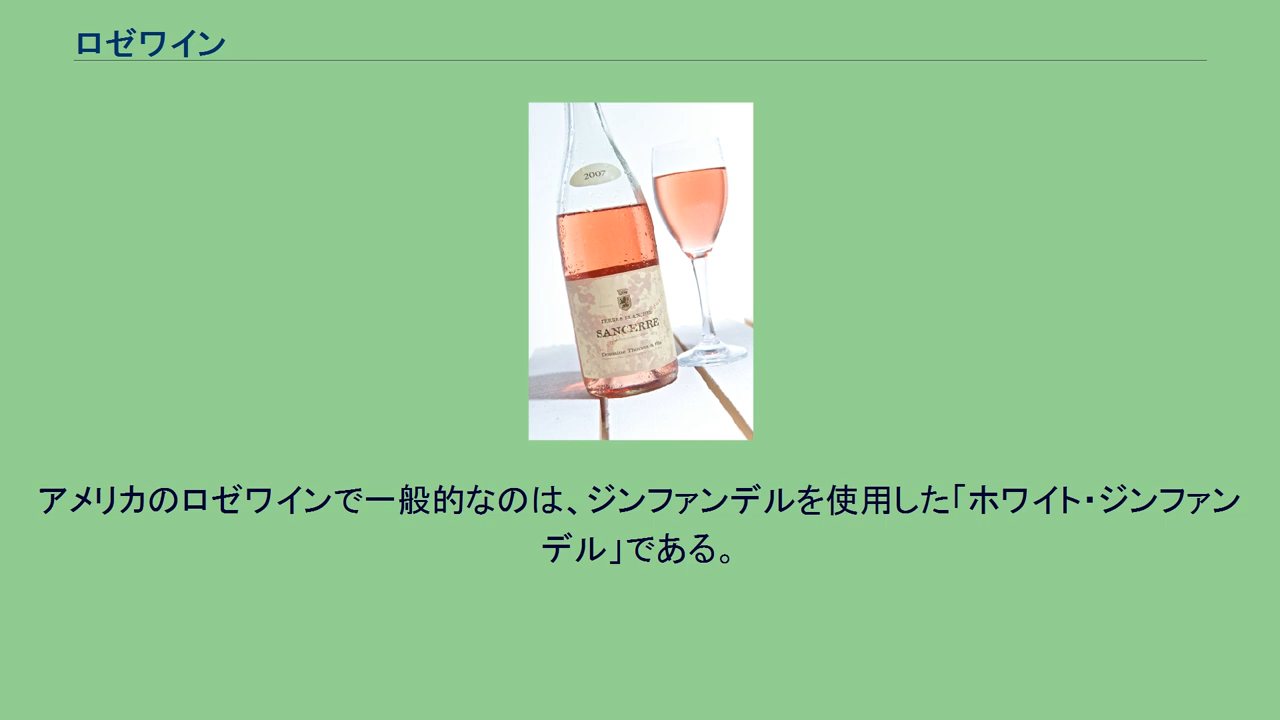 ロゼワイン
2007
TERRES BLANCHES
SANCERRE
アメリカのロゼワインで一般的なのは、ジンファンデルを使用した「ホワイト・ジンファン
デル」である。